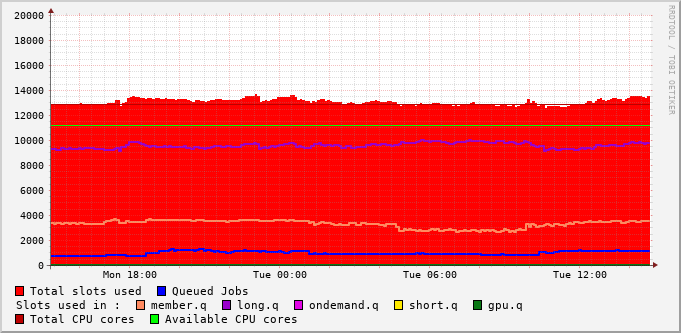 20000
18000
16000
14000
12000
10000
8000
6000
4000
2000
0
Mon 18:00 Tue 00:00 Tue 06:00 Tue 12:00
RRDTOOL / TOBI OETIKER
Total slots used Queued Jobs
Slots used in : member.q long.q ondemand.q short.q gpu.q
Total CPU cores Available CPU cores